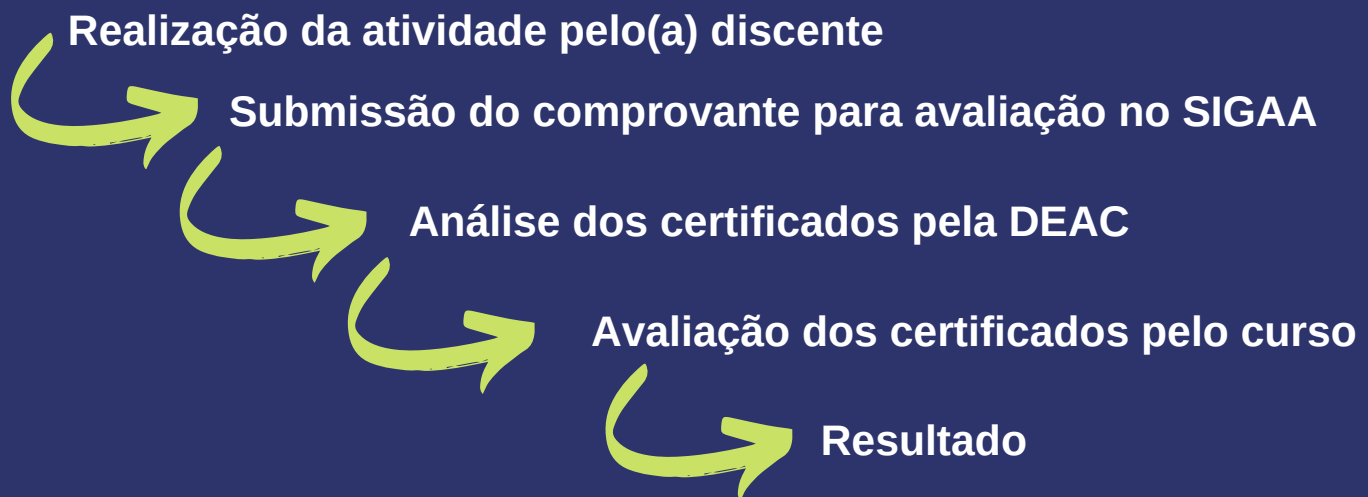 Realização da atividade pelo(a) discente
Submissão do comprovante para avaliação no SIGAA
Análise dos certificados pela DEAC
Avaliação dos certificados pelo curso
Resultado